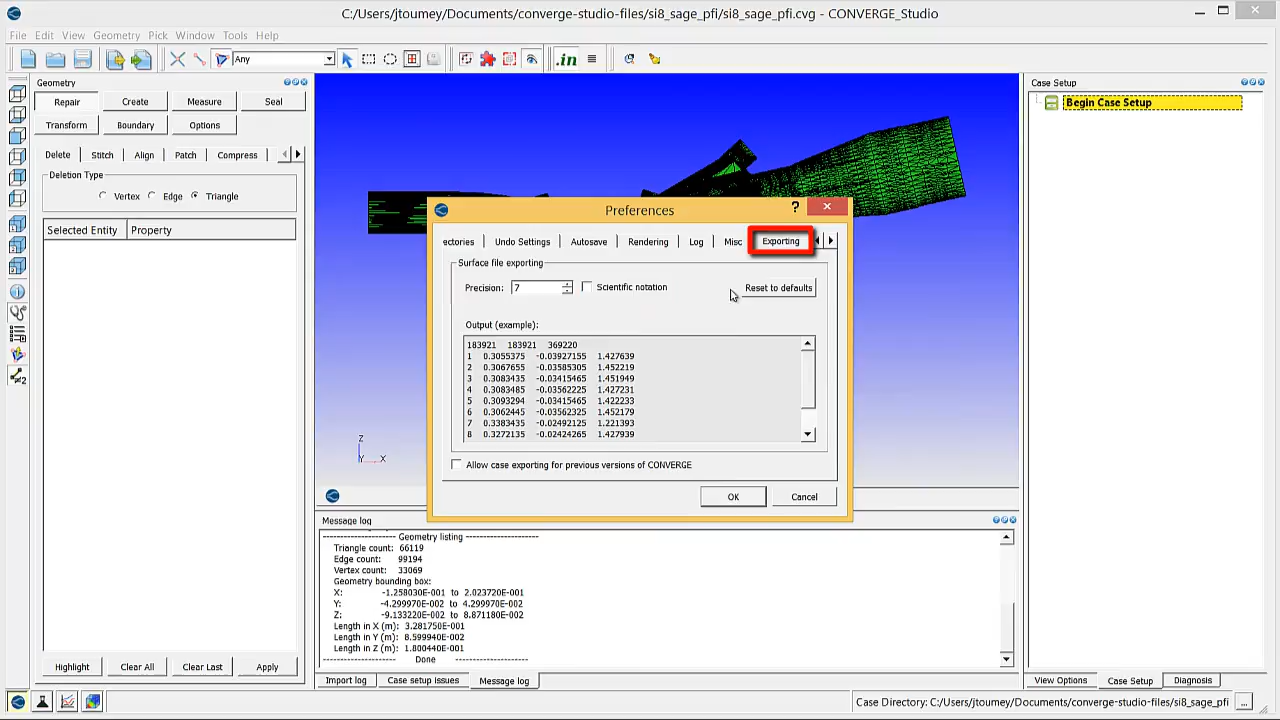 C:/Users/jtoumey/Documents/converge-studio-files/si8_sage_pfi/si8_sage_pfi.cvg - CONVERGE_Studio
File Edit View Geometry Pick Window Tools Help
Any
.in
Geometry
Repair Create Measure Seal
Transform Boundary Options
Delete Stitch Align Patch Compress
Deletion Type
Vertex Edge Triangle
Selected Entity Property
Highlight Clear All Clear Last Apply
Z
Y X
Preferences
?
ectories Undo Settings Autosave Rendering Log Misc Exporting
Surface file exporting
Precision: 7 Scientific notation Reset to defaults
Output (example):
183921 183921 369220
1 0.3055375 -0.03927155 1.427639
2 0.3067655 -0.03585305 1.452219
3 0.3083435 -0.03415465 1.451949
4 0.3083485 -0.03562225 1.427231
5 0.3093294 -0.03415465 1.422233
6 0.3062445 -0.03562325 1.452179
7 0.3383435 -0.02492125 1.221393
8 0.3272135 -0.02424265 1.427939
Allow case exporting for previous versions of CONVERGE
OK Cancel
Message log
-------------------- Geometry listing --------------------
Triangle count: 66119
Edge count: 99194
Vertex count: 33069
Geometry bounding box:
X: -1.258030E-001 to 2.023720E-001
Y: -4.299970E-002 to 4.299970E-002
Z: -9.133220E-002 to 8.871180E-002
Length in X (m): 3.281750E-001
Length in Y (m): 8.599940E-002
Length in Z (m): 1.800440E-001
-------------------- Done --------------------
Import log Case setup issues Message log
Case Setup
Begin Case Setup
View Options Case Setup Diagnosis
Case Directory: C:/Users/jtoumey/Documents/converge-studio-files/si8_sage_pfi ...